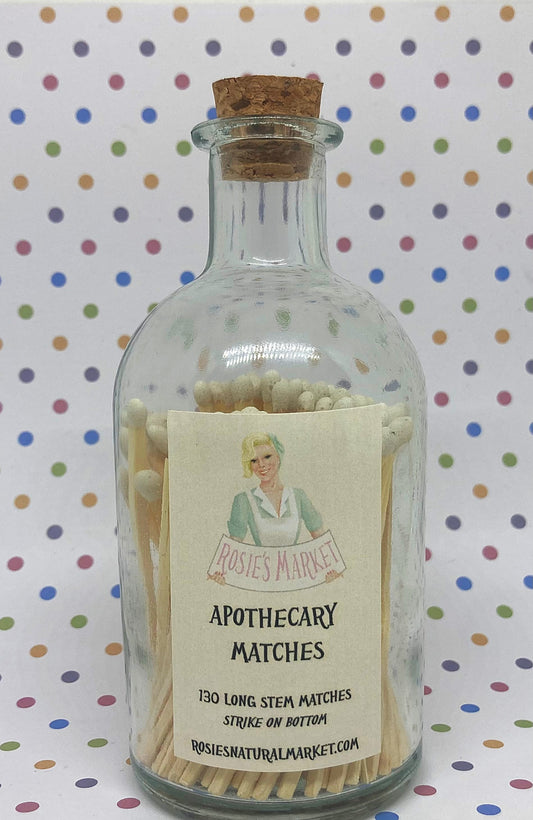 ROSIE'S MARKET
APOTHECARY
MATCHES
130 LONG STEM MATCHES
STRIKE ON BOTTOM
ROSIESNATURALMARKET.COM